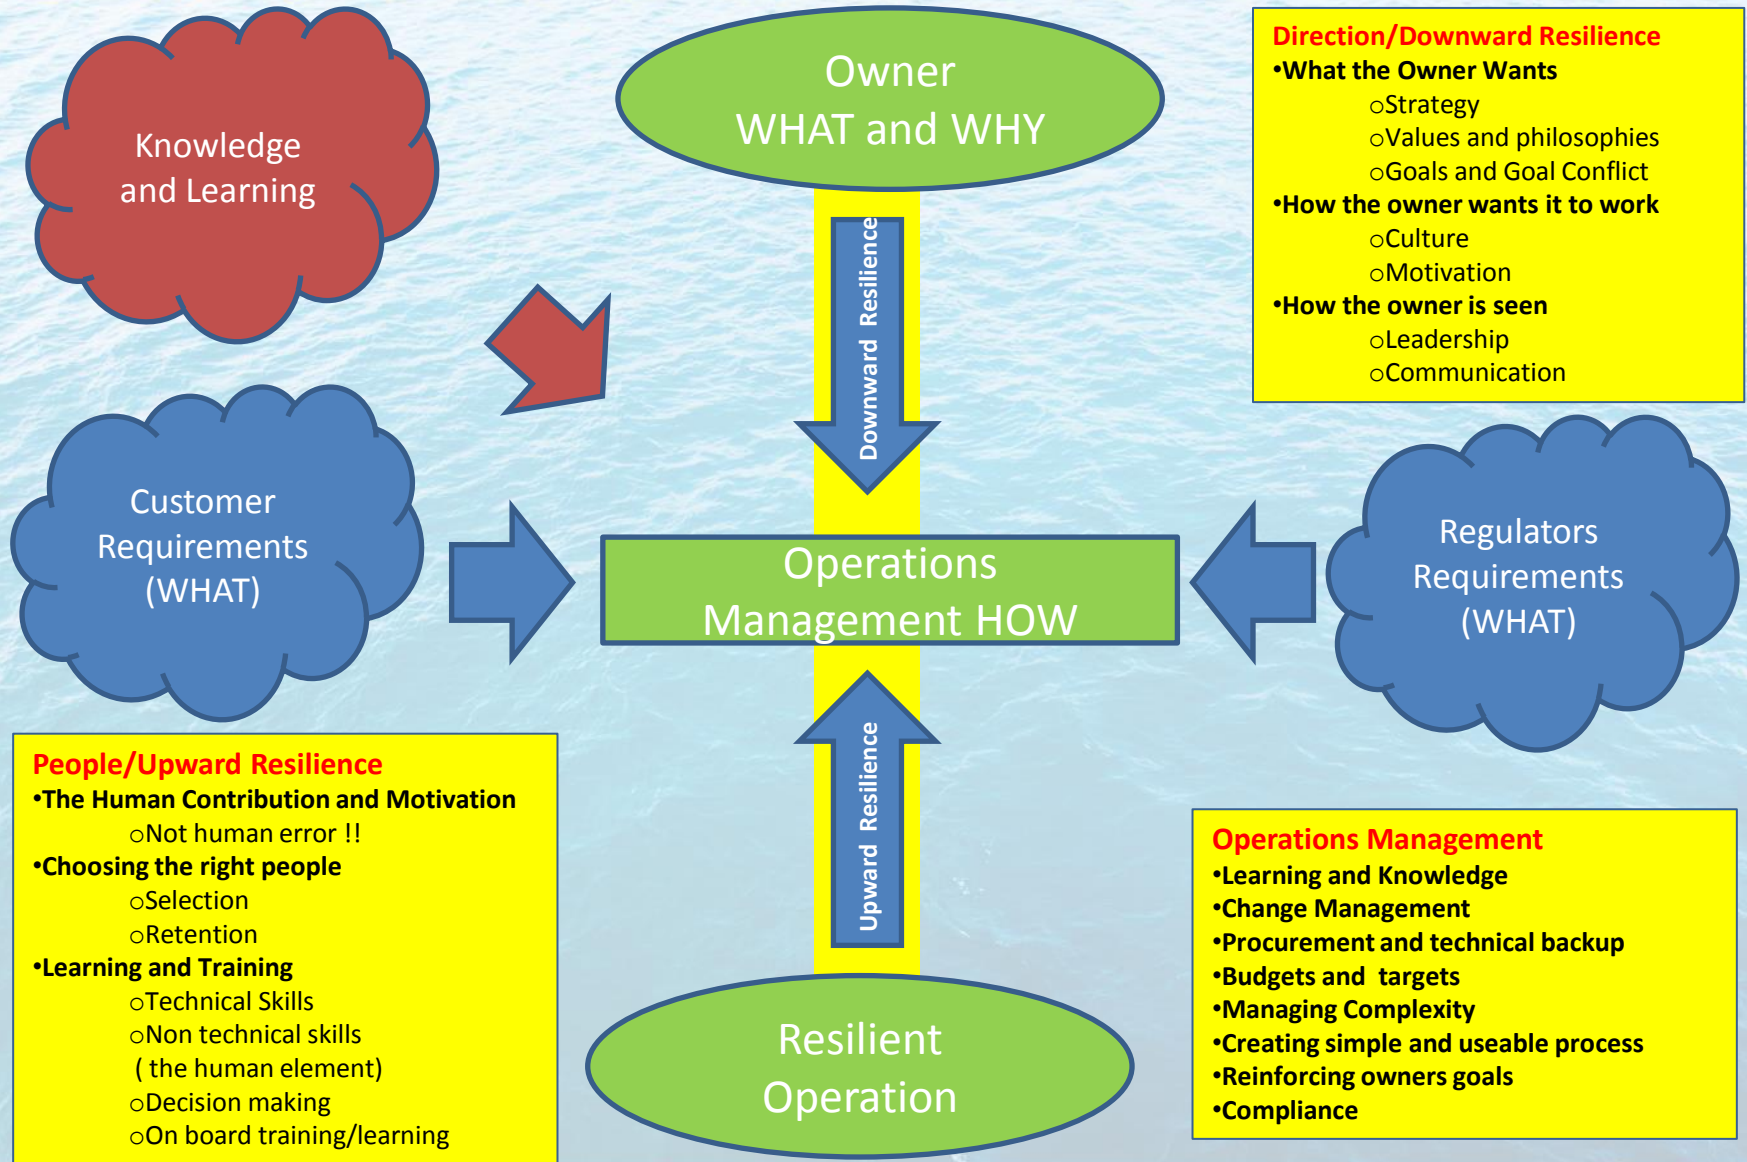 Knowledge
and Learning
Owner
WHAT and WHY
Direction/Downward Resilience
•What the Owner Wants
oStrategy
oValues and philosophies
oGoals and Goal Conflict
•How the owner wants it to work
oCulture
oMotivation
•How the owner is seen
oLeadership
oCommunication
Downward Resilience
Customer
Requirements
(WHAT)
Operations
Management HOW
Regulators
Requirements
(WHAT)
Upward Resilience
People/Upward Resilience
•The Human Contribution and Motivation
oNot human error !!
•Choosing the right people
oSelection
oRetention
•Learning and Training
oTechnical Skills
oNon technical skills
( the human element)
oDecision making
oOn board training/learning
Resilient
Operation
Operations Management
•Learning and Knowledge
•Change Management
•Procurement and technical backup
•Budgets and targets
•Managing Complexity
•Creating simple and useable process
•Reinforcing owners goals
•Compliance